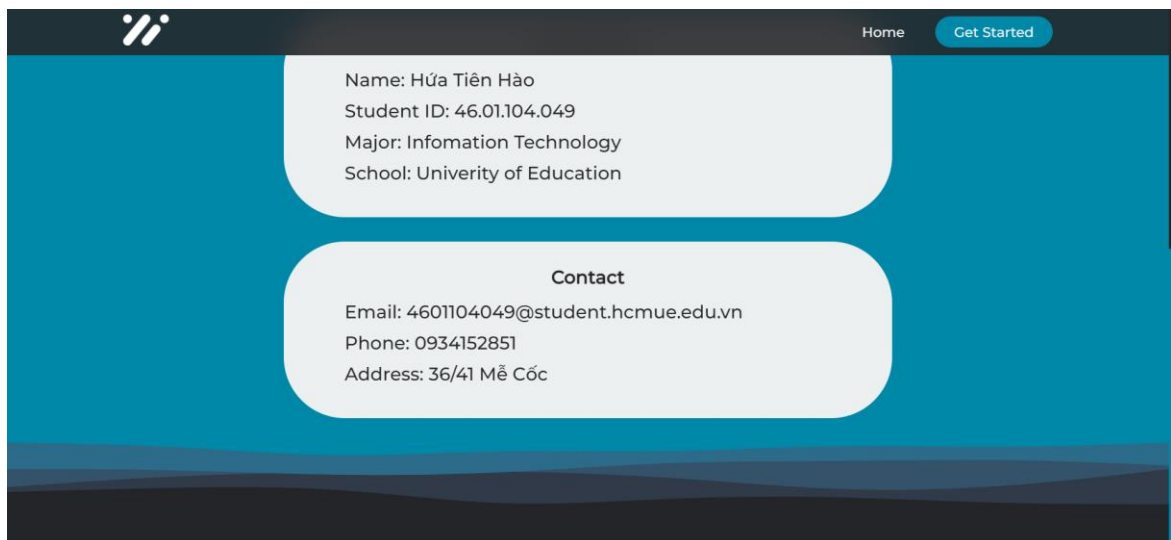 Home
Get Started
Name: Hứa Tiên Hào
Student ID: 46.01.104.049
Major: Infomation Technology
School: Univerity of Education
Contact
Email: 4601104049@student.hcmue.edu.vn
Phone: 0934152851
Address: 36/41 Mễ Cốc